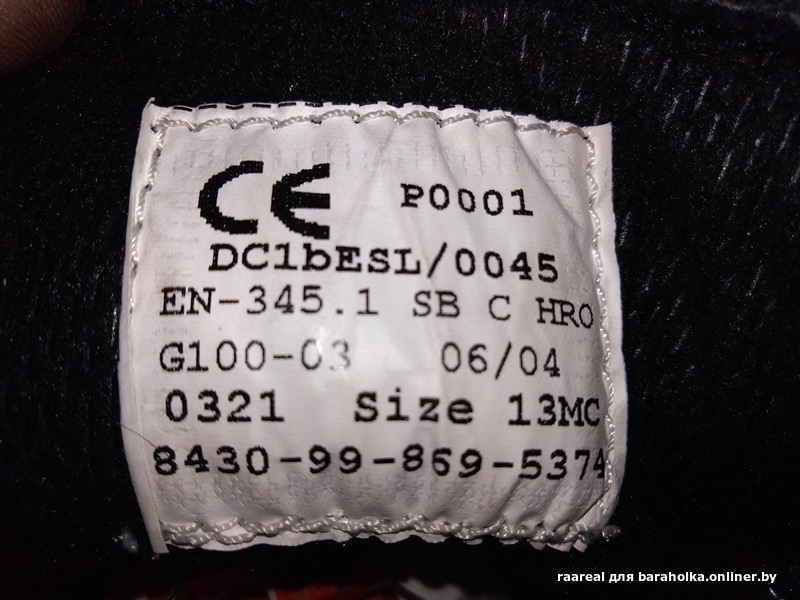 CE P0001
DC1bESL/0045
EN-345.1 SB C HRO
G100-03 06/04
0321 Size 13MC
8430-99-869-5374
raareal для baraholka.onliner.by